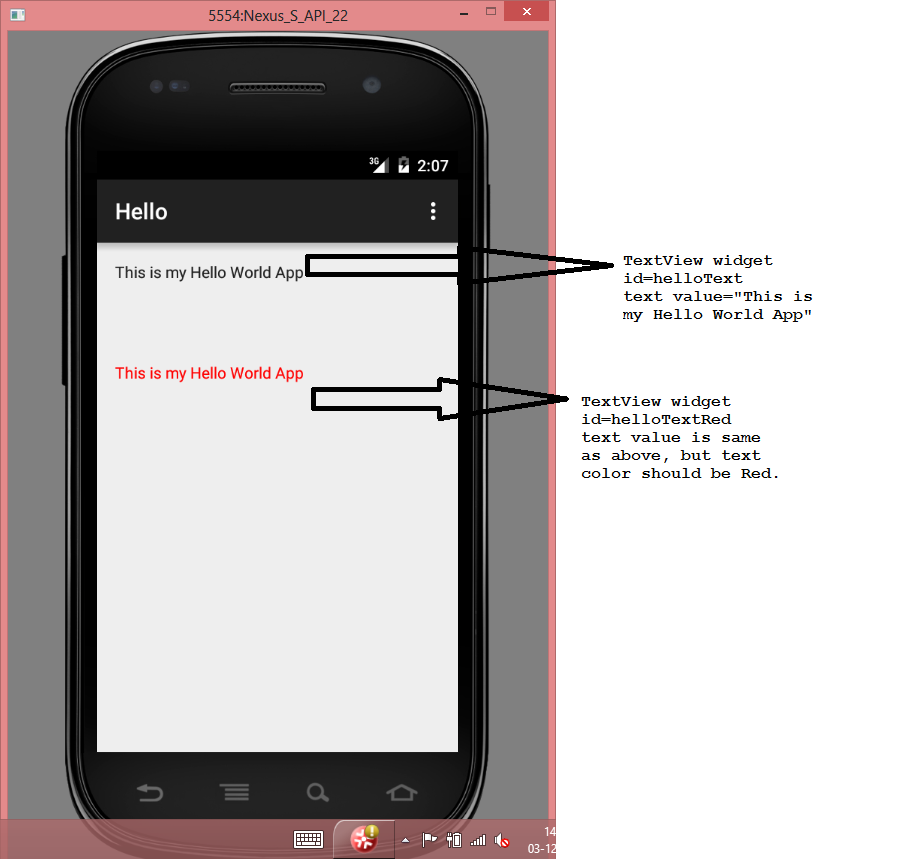 5554:Nexus_S_API_22
3G 2:07
Hello
This is my Hello World App
TextView widget
id=helloText
text value="This is
my Hello World App"
This is my Hello World App
TextView widget
id=helloTextRed
text value is same
as above, but text
color should be Red.
14
03-12